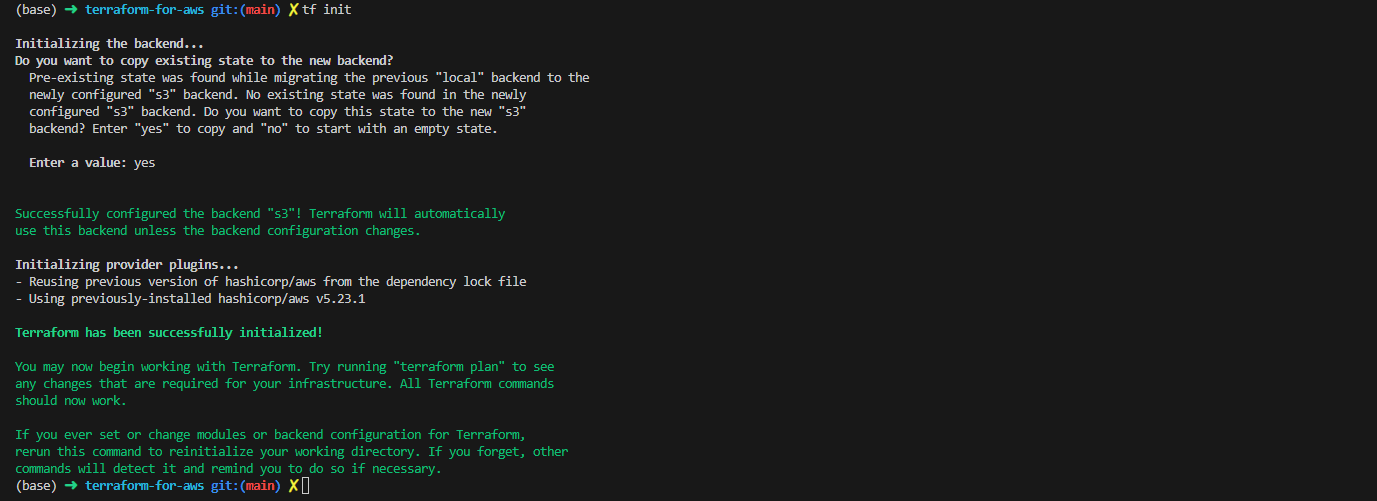 (base) ➜ terraform-for-aws git:(main) ✗ tf init
Initializing the backend...
Do you want to copy existing state to the new backend?
Pre-existing state was found while migrating the previous "local" backend to the
newly configured "s3" backend. No existing state was found in the newly
configured "s3" backend. Do you want to copy this state to the new "s3"
backend? Enter "yes" to copy and "no" to start with an empty state.
Enter a value: yes
Successfully configured the backend "s3"! Terraform will automatically
use this backend unless the backend configuration changes.
Initializing provider plugins...
- Reusing previous version of hashicorp/aws from the dependency lock file
- Using previously-installed hashicorp/aws v5.23.1
Terraform has been successfully initialized!
You may now begin working with Terraform. Try running "terraform plan" to see
any changes that are required for your infrastructure. All Terraform commands
should now work.
If you ever set or change modules or backend configuration for Terraform,
rerun this command to reinitialize your working directory. If you forget, other
commands will detect it and remind you to do so if necessary.
(base) ➜ terraform-for-aws git:(main) ✗